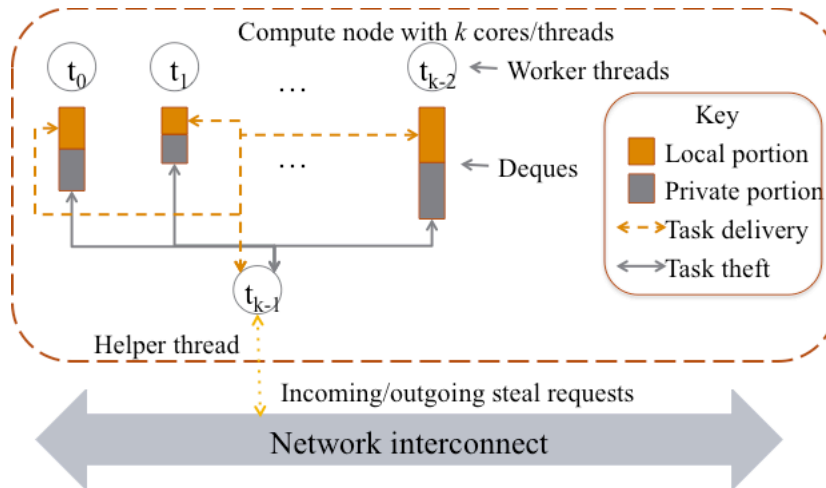 Compute node with k cores/threads
t0
t1
tk-2
Worker threads
...
...
Deques
Key
Local portion
Private portion
Task delivery
Task theft
tk-1
Helper thread
Incoming/outgoing steal requests
Network interconnect